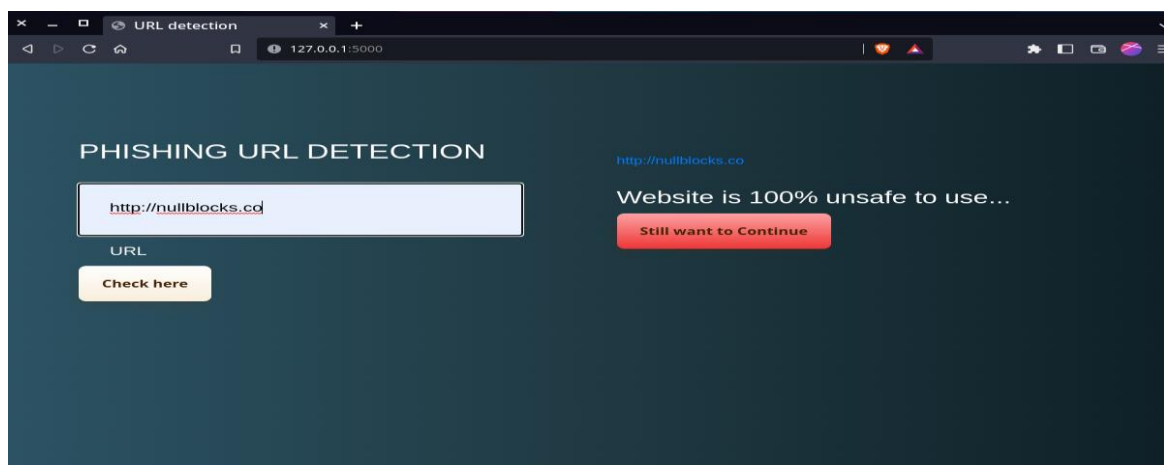 URL detection
127.0.0.1:5000
PHISHING URL DETECTION
http://nullblocks.co
URL
Check here
http://nullblocks.co
Website is 100% unsafe to use...
Still want to Continue